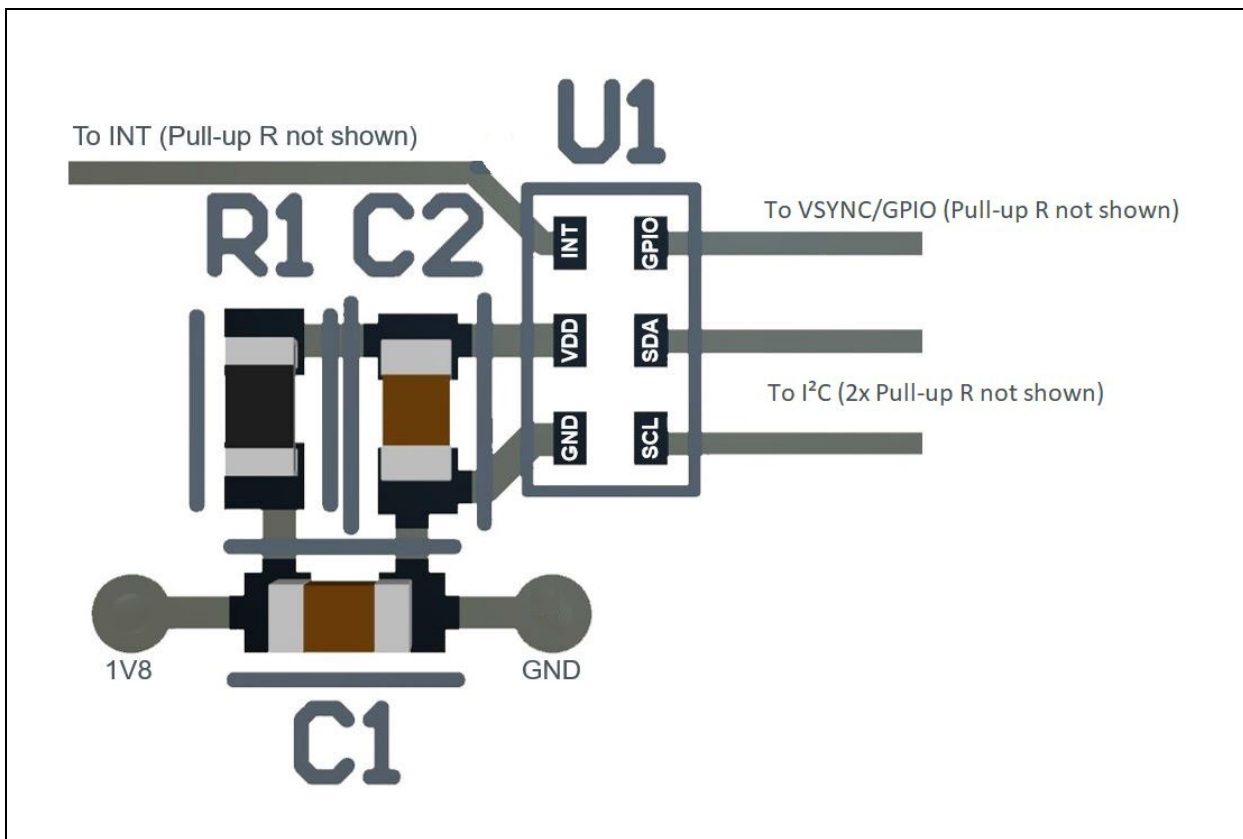 U1
To INT (Pull-up R not shown)
R1 C2
To VSYNC/GPIO (Pull-up R not shown)
INT GPIO
VDD SDA
To I²C (2x Pull-up R not shown)
GND SCL
1V8
GND
C1